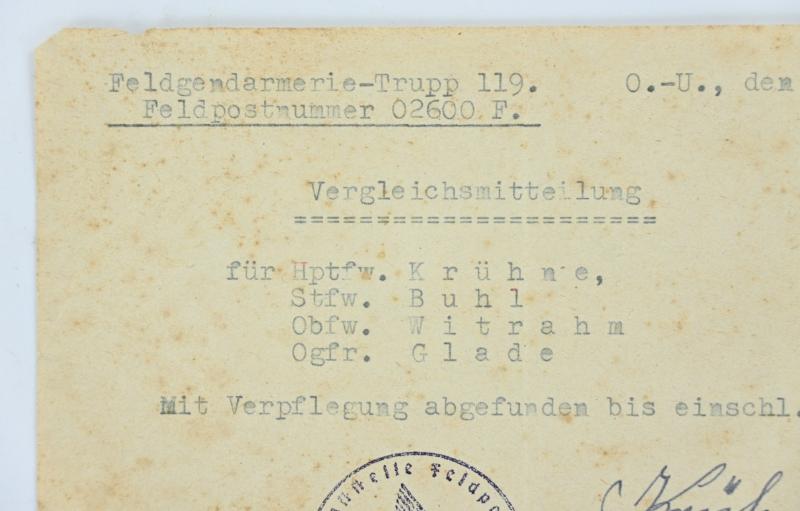 Feldgendarmerie-Trupp 119. O.-U., den
Feldpostnummer 02600 F.
Vergleichsmitteilung
=======================
für Hptfw. K r ü h n e,
Stfw. B u h l
Obfw. W i t r a h m
Ogfr. G l a d e
Mit Verpflegung abgefunden bis einschl.